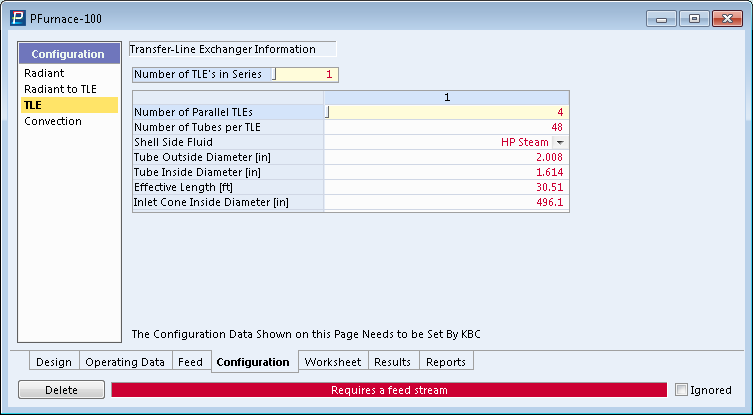 PFurnace-100
Configuration
Radiant
Radiant to TLE
TLE
Convection
Transfer-Line Exchanger Information
Number of TLE's in Series 1
1
Number of Parallel TLEs 4
Number of Tubes per TLE 48
Shell Side Fluid HP Steam
Tube Outside Diameter [in] 2.008
Tube Inside Diameter [in] 1.614
Effective Length [ft] 30.51
Inlet Cone Inside Diameter [in] 496.1
The Configuration Data Shown on this Page Needs to be Set By KBC
Design Operating Data Feed Configuration Worksheet Results Reports
Delete Requires a feed stream Ignored